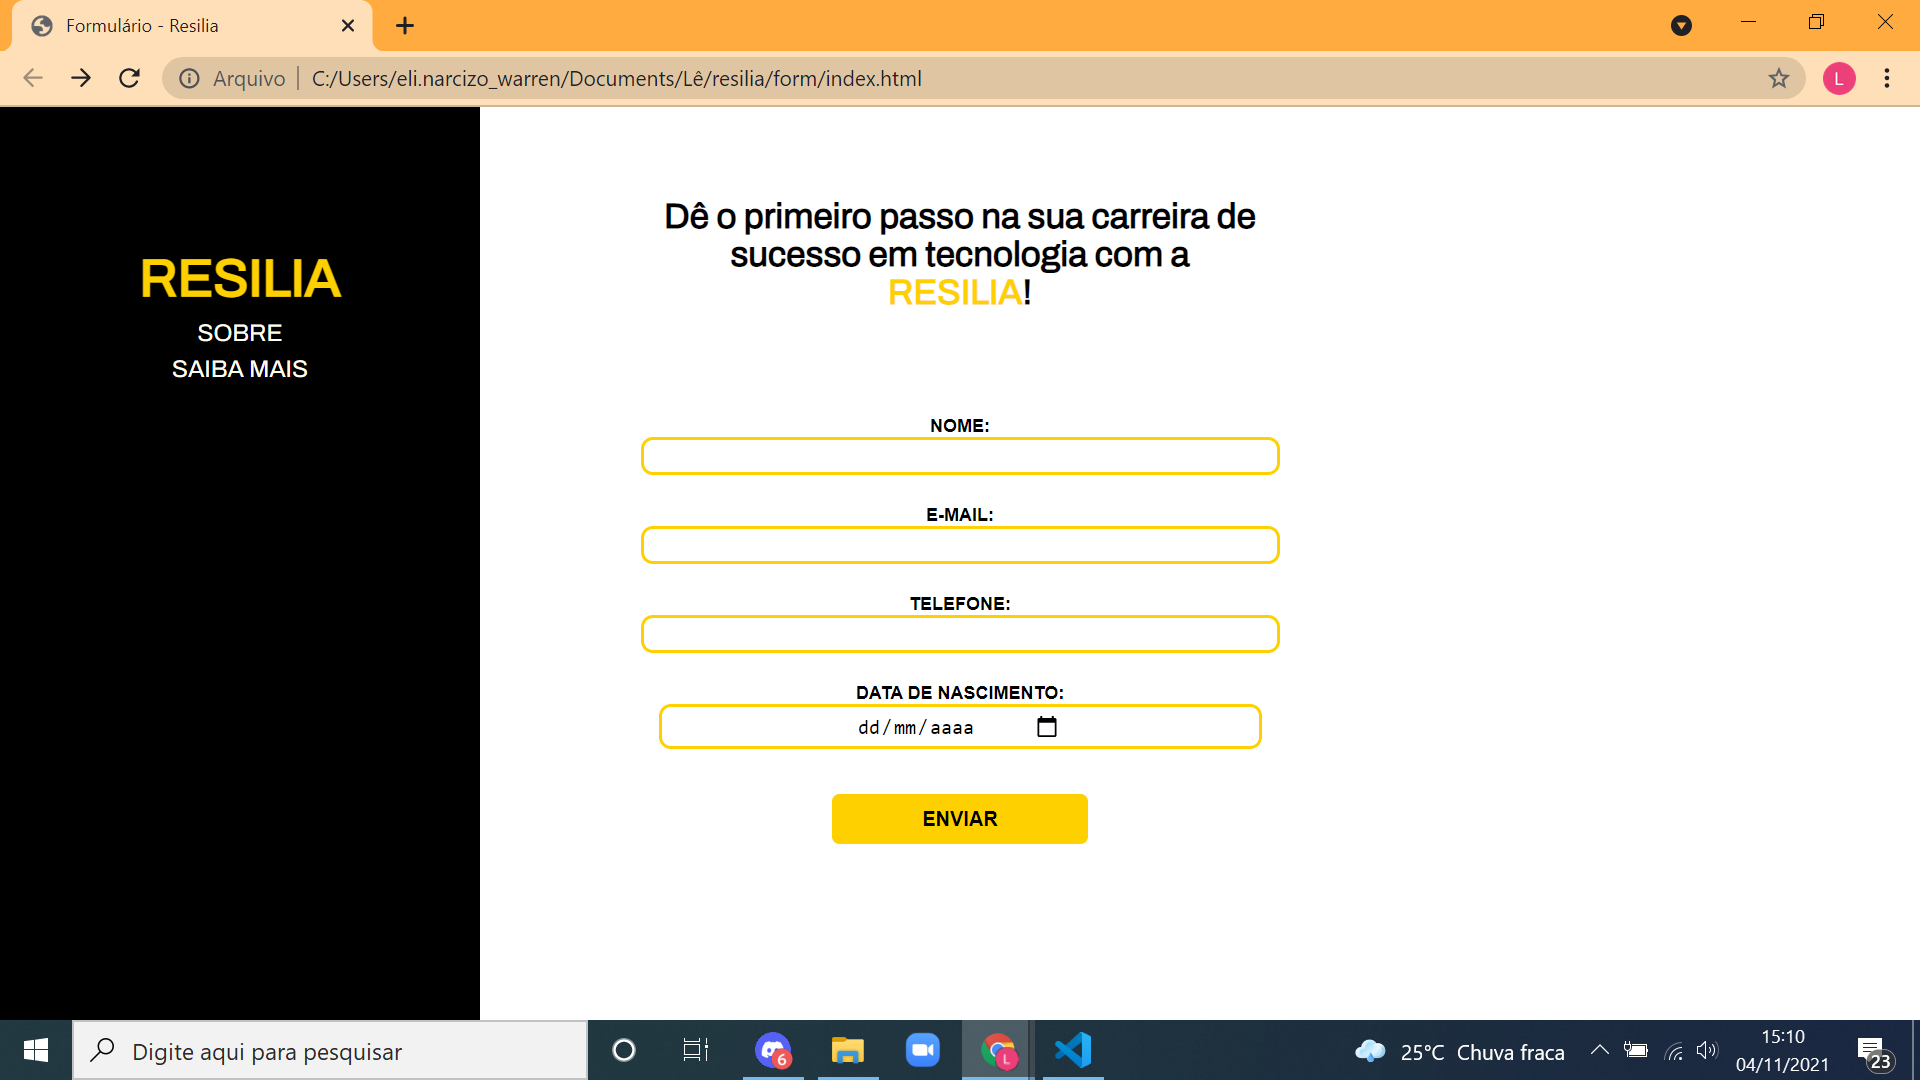 Formulário - Resilia
Arquivo
C:/Users/eli.narcizo_warren/Documents/Lê/resilia/form/index.html
L
RESILIA
SOBRE
SAIBA MAIS
Dê o primeiro passo na sua carreira de
sucesso em tecnologia com a
RESILIA!
NOME:
E-MAIL:
TELEFONE:
DATA DE NASCIMENTO:
dd/mm/aaaa
ENVIAR
Digite aqui para pesquisar
6
L
25°C Chuva fraca
15:10
04/11/2021
23